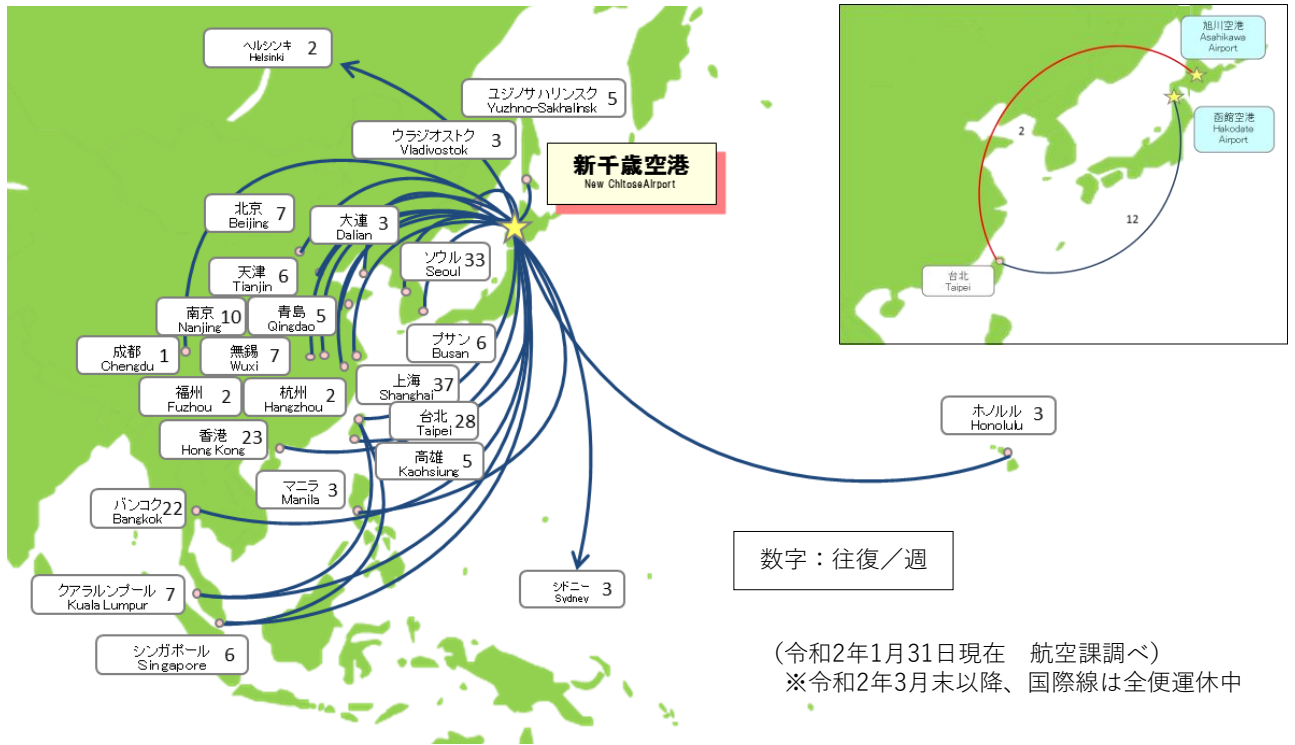 ヘルシンキ 2
Helsinki
ユジノサハリンスク 5
Yuzhno-Sakhalinsk
ウラジオストク 3
Vladivostok
新千歳空港
New ChitoseAirport
北京 7
Beijing
大連 3
Dalian
天津 6
Tianjin
ソウル 33
Seoul
南京 10
Nanjing
青島 5
Qingdao
プサン 6
Busan
成都 1
Chengdu
無錫 7
Wuxi
福州 2
Fuzhou
杭州 2
Hangzhou
上海 37
Shanghai
台北 28
Taipei
香港 23
Hong Kong
高雄 5
Kaohsiung
マニラ 3
Manila
バンコク 22
Bangkok
クアラルンプール 7
Kuala Lumpur
シンガポール 6
Singapore
シドニー 3
Sydney
ホノルル 3
Honolulu
旭川空港
Asahikawa
Airport
函館空港
Hakodate
Airport
2
12
台北
Taipei
数字：往復／週
（令和2年1月31日現在　航空課調べ）
※令和2年3月末以降、国際線は全便運休中